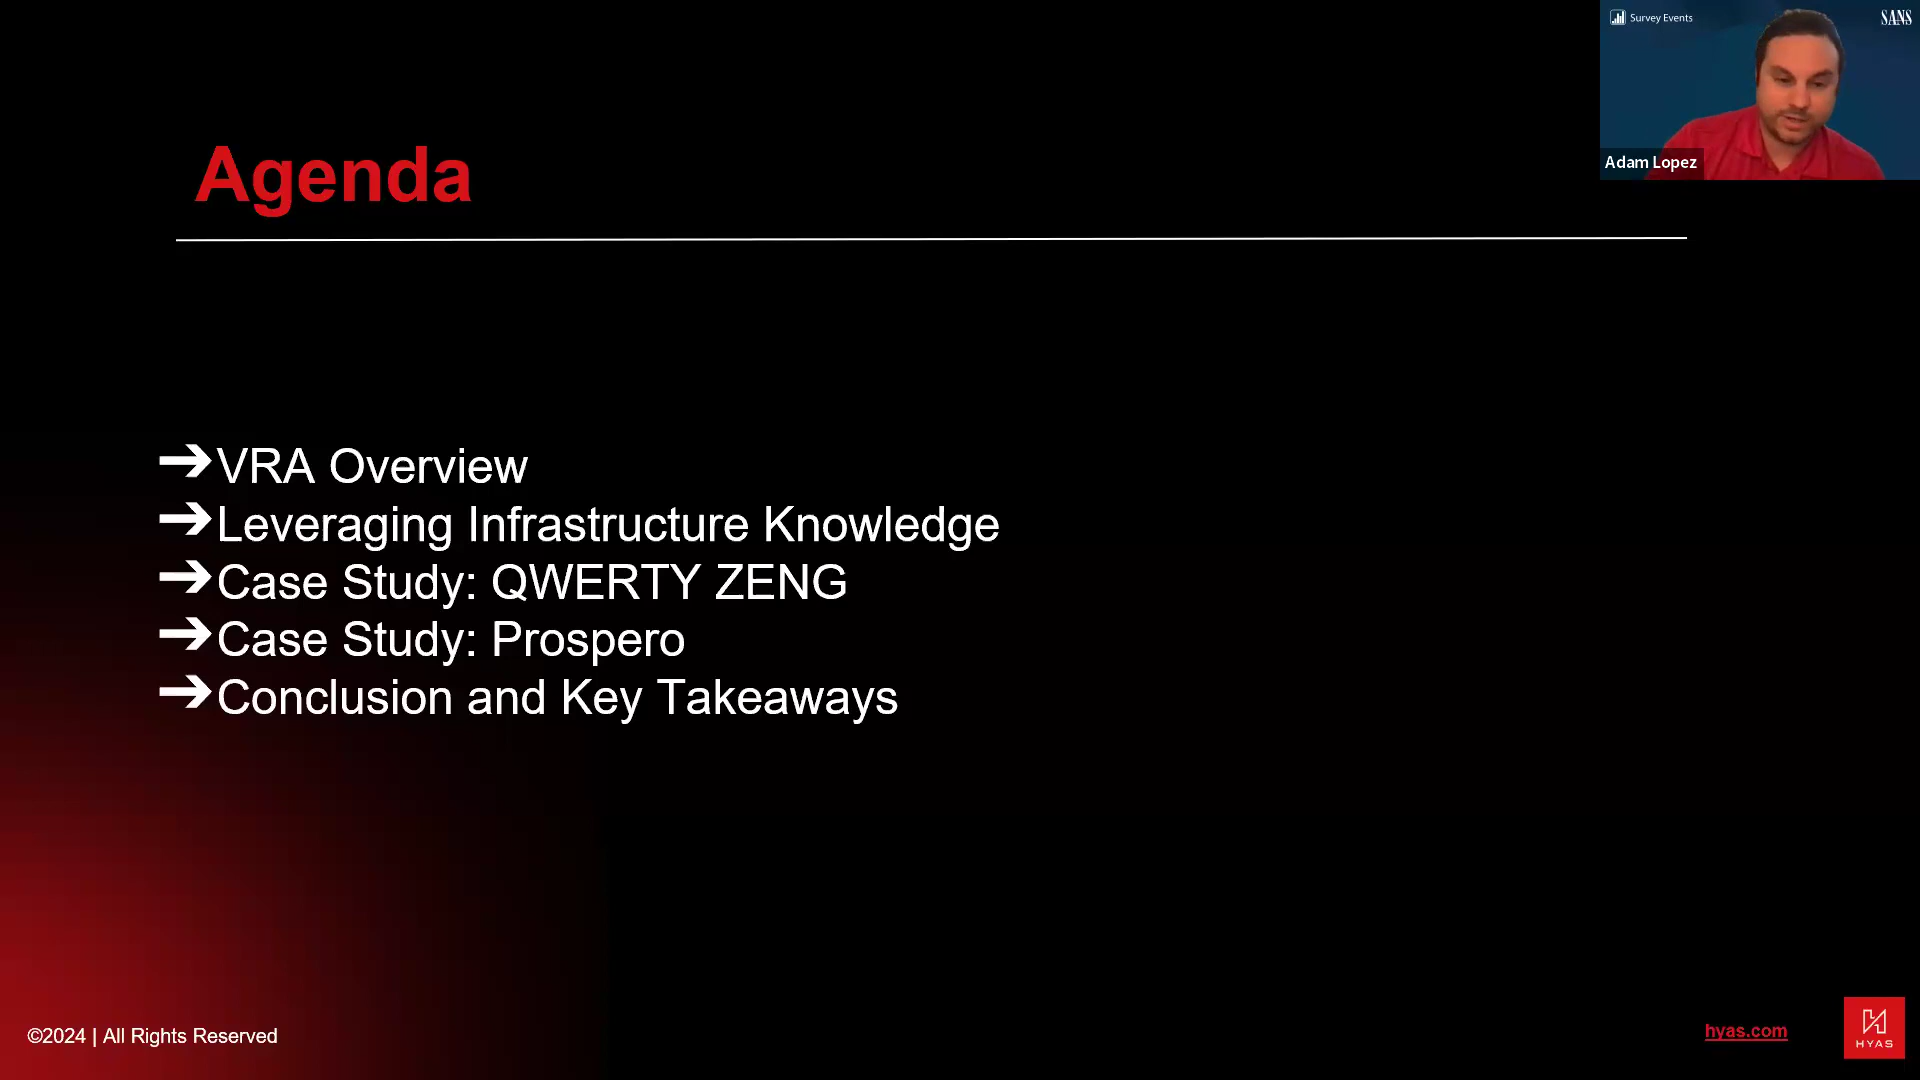 Survey Events
SANS
Adam Lopez
Agenda
➔VRA Overview
➔Leveraging Infrastructure Knowledge
➔Case Study: QWERTY ZENG
➔Case Study: Prospero
➔Conclusion and Key Takeaways
©2024 | All Rights Reserved
hyas.com
HYAS